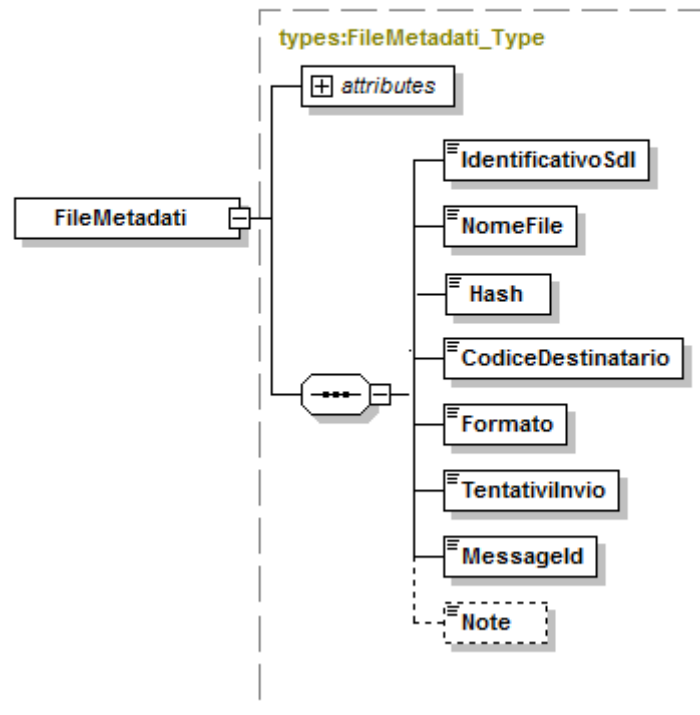 types:FileMetadati_Type
attributes
IdentificativoSdI
FileMetadati
NomeFile
Hash
CodiceDestinatario
Formato
TentativiInvio
MessageId
Note